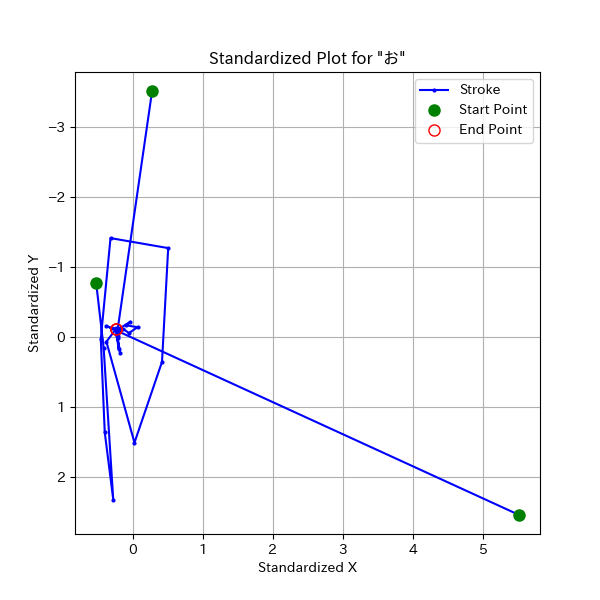 Standardized Plot for "お"
Stroke
Start Point
End Point
Standardized Y
−3
−2
−1
0
1
2
0 1 2 3 4 5
Standardized X